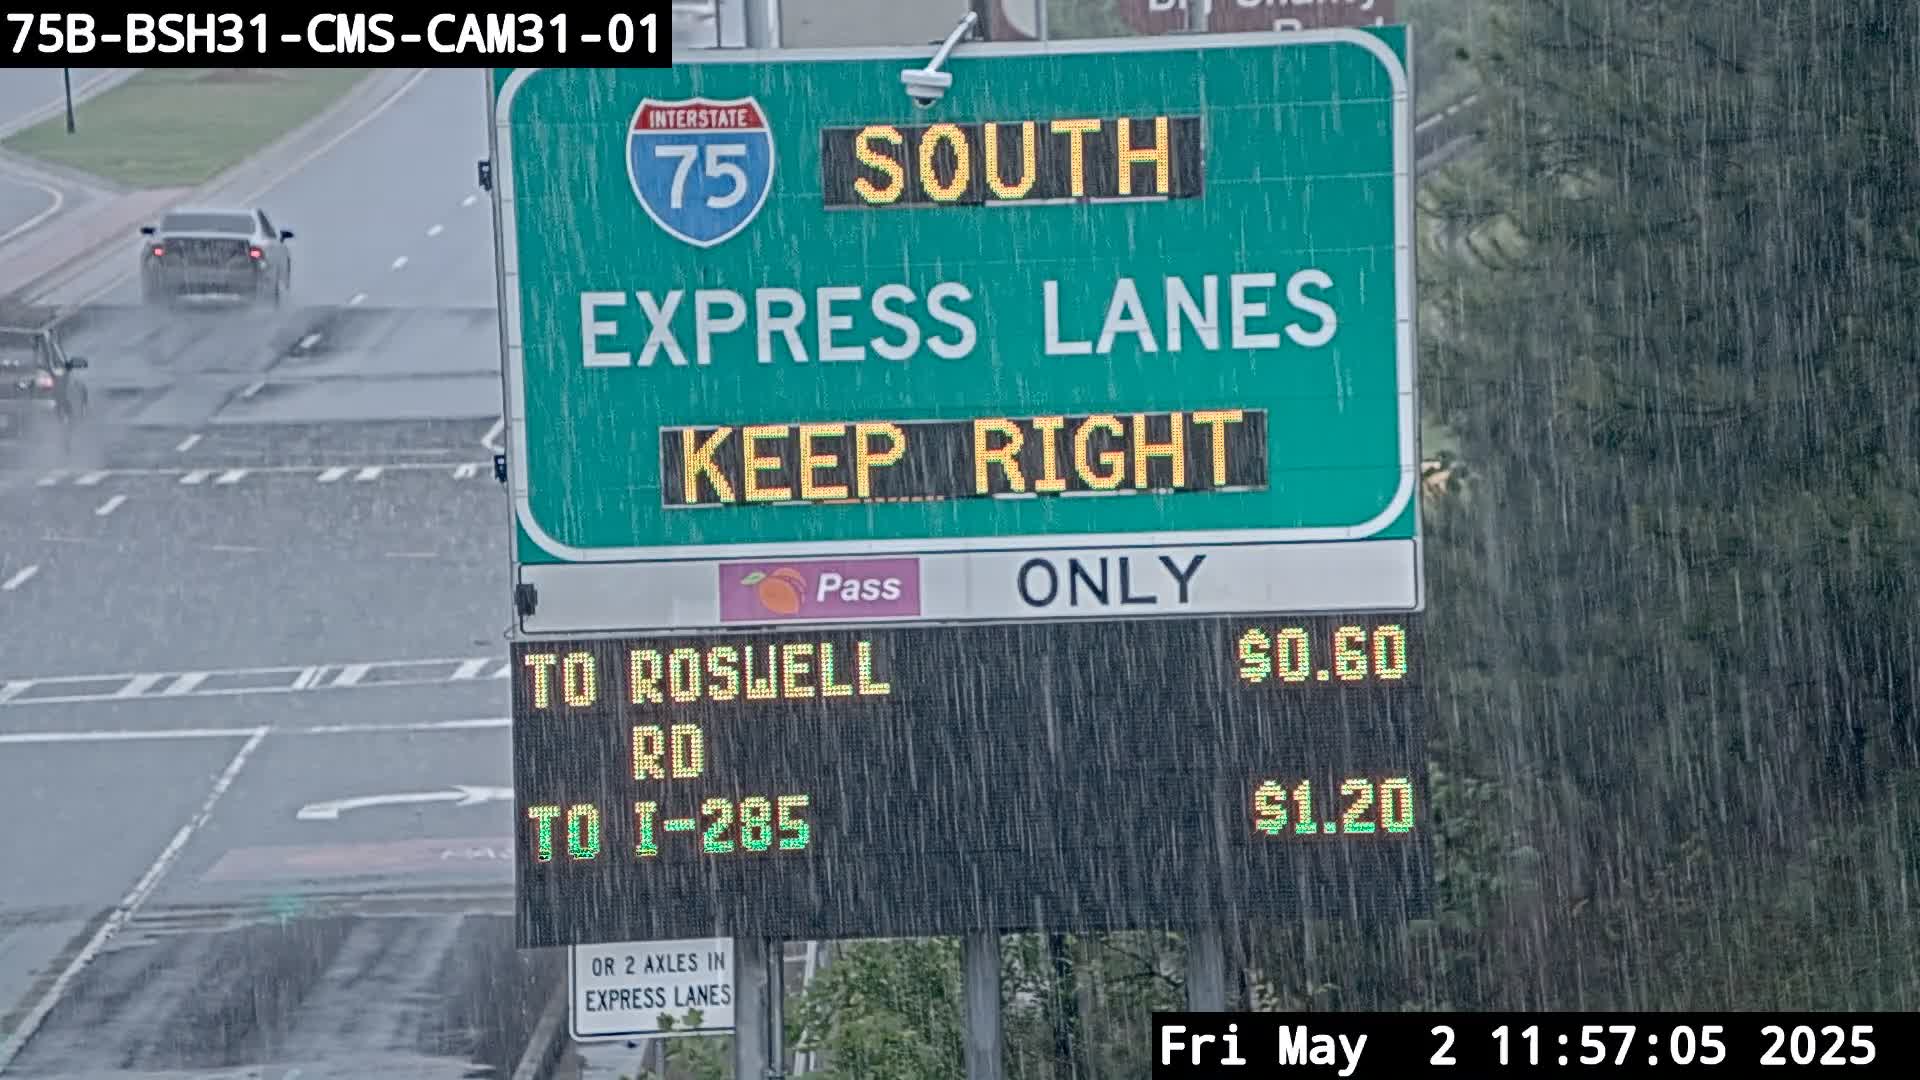 75B-BSH31-CMS-CAM31-01
INTERSTATE
75
SOUTH
EXPRESS LANES
KEEP RIGHT
Pass ONLY
TO ROSWELL $0.60
RD
TO I-285 $1.20
OR 2 AXLES IN
EXPRESS LANES
Fri May 2 11:57:05 2025